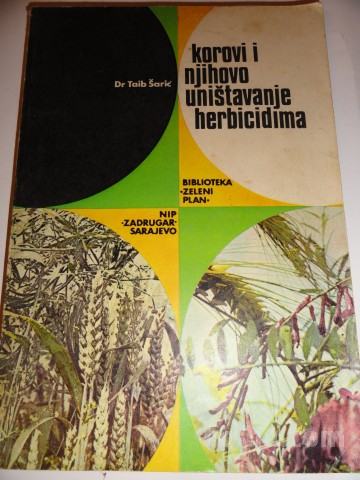 Dr Taib Šarić
korovi i
njihovo
uništavanje
herbicidima
BIBLIOTEKA
»ZELENI
PLAN«
NIP
»ZADRUGAR«
SARAJEVO